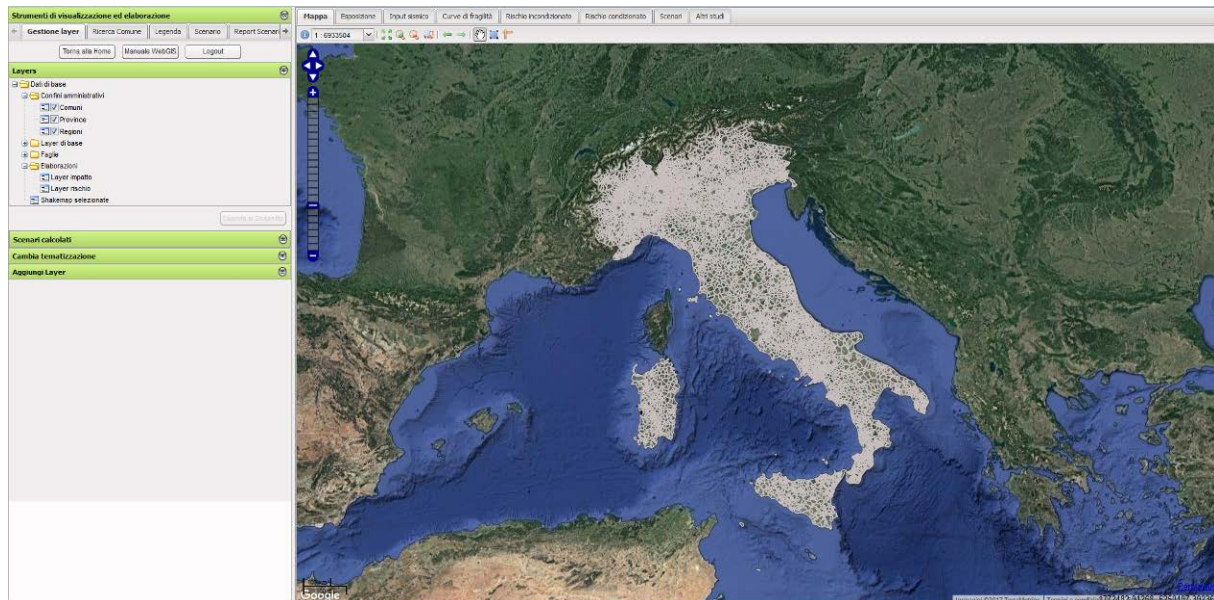 Strumenti di visualizzazione ed elaborazione
Gestione layer
Ricerca Comune
Legenda
Scenario
Report Scenari
Torna alla Home
Manuale WebGIS
Logout
Layers
Dati di base
Confini amministrativi
Comuni
Province
Regioni
Layer di base
Faglie
Elaborazioni
Layer impatto
Layer rischio
Shakemap selezionate
Scenari calcolati
Cambia tematizzazione
Aggiungi Layer
Mappa
Esposizione
Input sismico
Curve di fragilità
Rischio incondizionato
Rischio condizionato
Scenari
Altri studi
1 : 6933504
Google